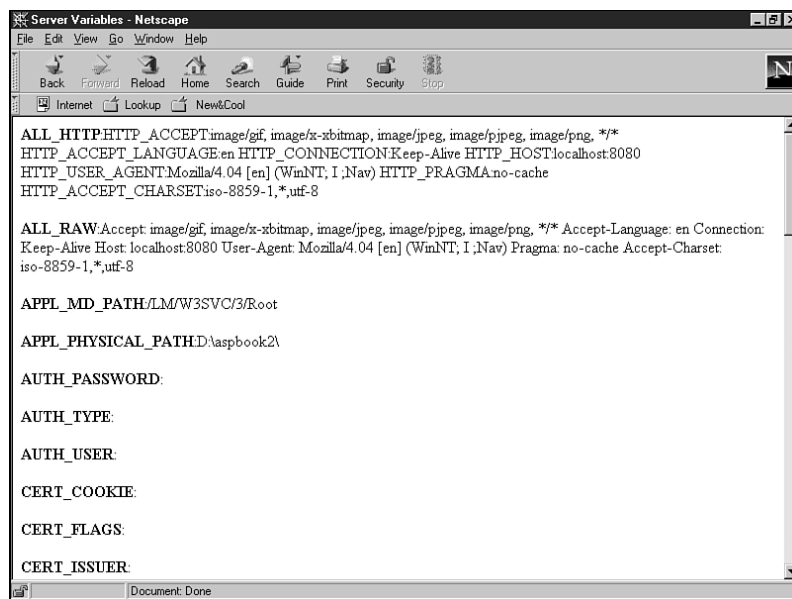 Server Variables - Netscape
File Edit View Go Window Help
Back Forward Reload Home Search Guide Print Security Stop
N
Internet Lookup New&Cool
ALL_HTTP:HTTP_ACCEPT:image/gif, image/x-xbitmap, image/jpeg, image/pjpeg, image/png, */*
HTTP_ACCEPT_LANGUAGE:en HTTP_CONNECTION:Keep-Alive HTTP_HOST:localhost:8080
HTTP_USER_AGENT:Mozilla/4.04 [en] (WinNT; I ;Nav) HTTP_PRAGMA:no-cache
HTTP_ACCEPT_CHARSET:iso-8859-1,*,utf-8
ALL_RAW:Accept: image/gif, image/x-xbitmap, image/jpeg, image/pjpeg, image/png, */* Accept-Language: en Connection:
Keep-Alive Host: localhost:8080 User-Agent: Mozilla/4.04 [en] (WinNT; I ;Nav) Pragma: no-cache Accept-Charset:
iso-8859-1,*,utf-8
APPL_MD_PATH:/LM/W3SVC/3/Root
APPL_PHYSICAL_PATH:D:\aspbook2\
AUTH_PASSWORD:
AUTH_TYPE:
AUTH_USER:
CERT_COOKIE:
CERT_FLAGS:
CERT_ISSUER:
Document: Done